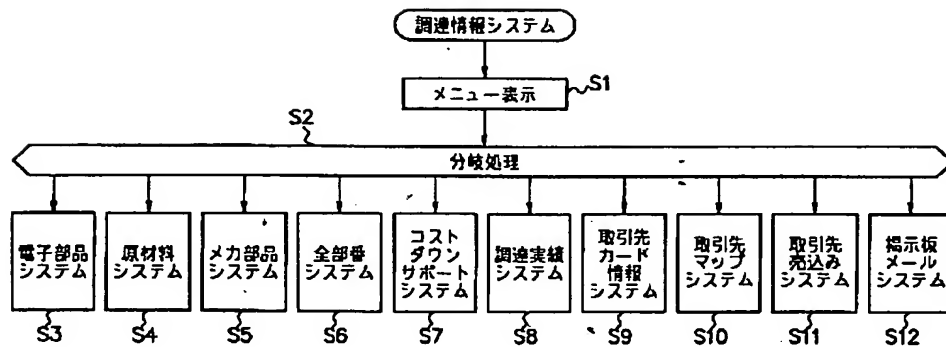 調達情報システム
メニュー表示
S1
S2
分岐処理
電子部品
システム
S3
原材料
システム
S4
メカ部品
システム
S5
全部番
システム
S6
コスト
ダウン
サポート
システム
S7
調達実績
システム
S8
取引先
カード
情報
システム
S9
取引先
マップ
システム
S10
取引先
売込み
システム
S11
掲示板
メール
システム
S12